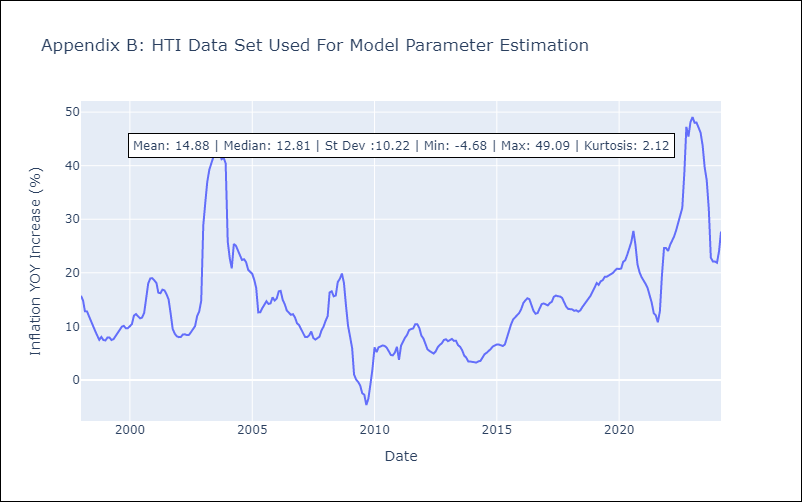 Appendix B: HTI Data Set Used For Model Parameter Estimation
50
Mean: 14.88 | Median: 12.81 | St Dev :10.22 | Min: -4.68 | Max: 49.09 | Kurtosis: 2.12
40
30
20
10
0
Inflation YOY Increase (%)
2000 2005 2010 2015 2020
Date